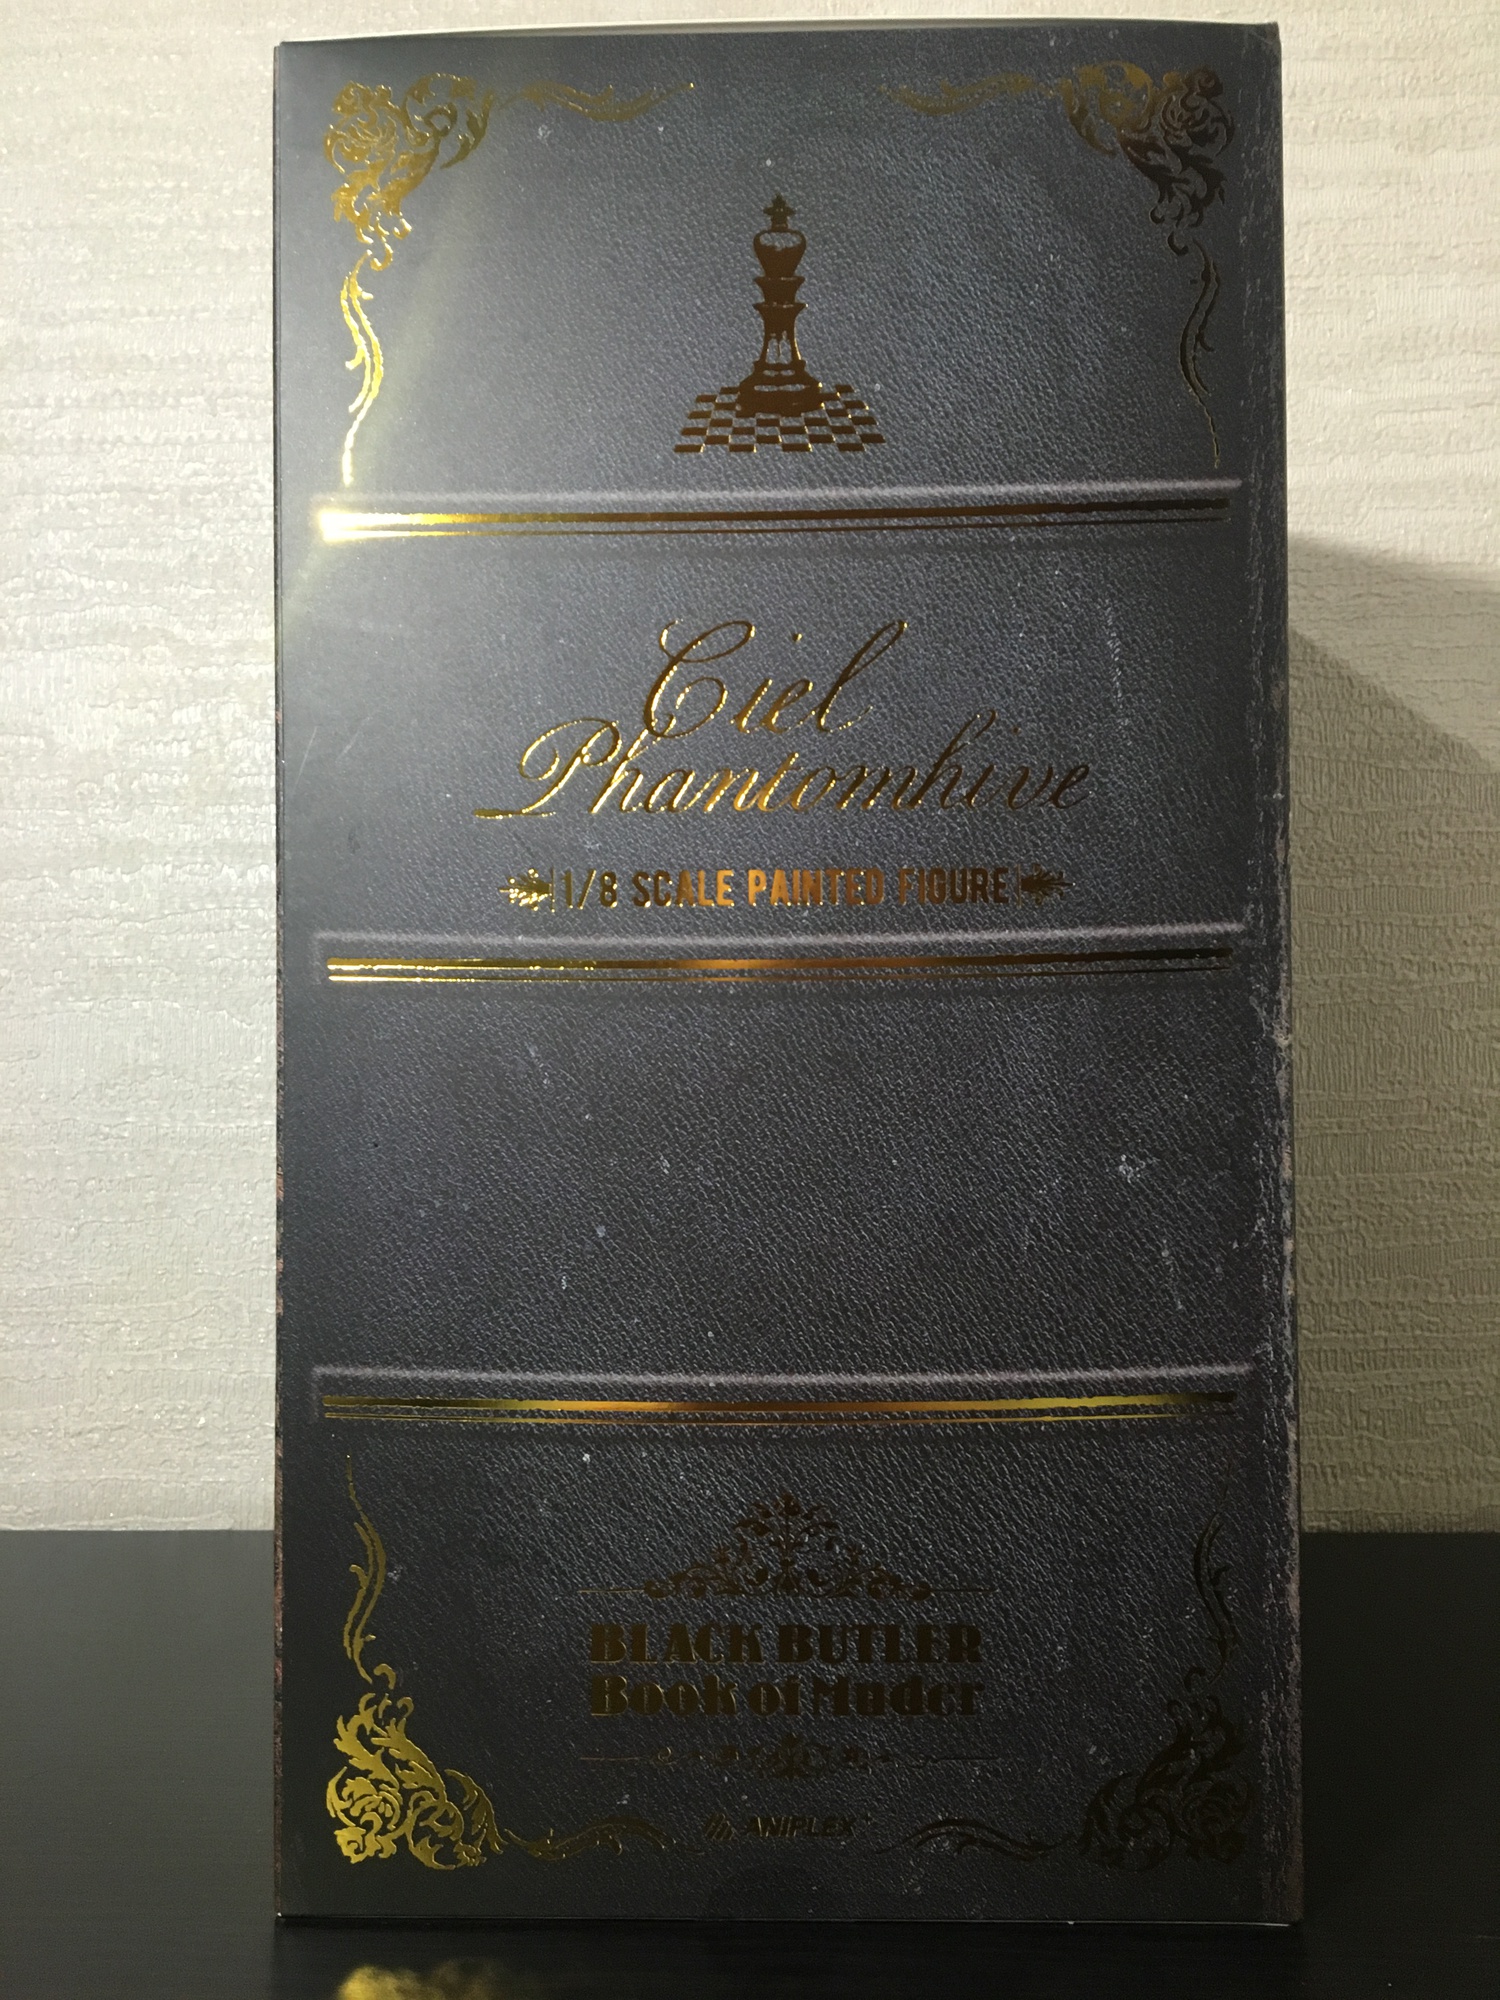 Ciel
Phantomhive
1/8 SCALE PAINTED FIGURE
BLACK BUTLER
Book of Muder
ANIPLEX